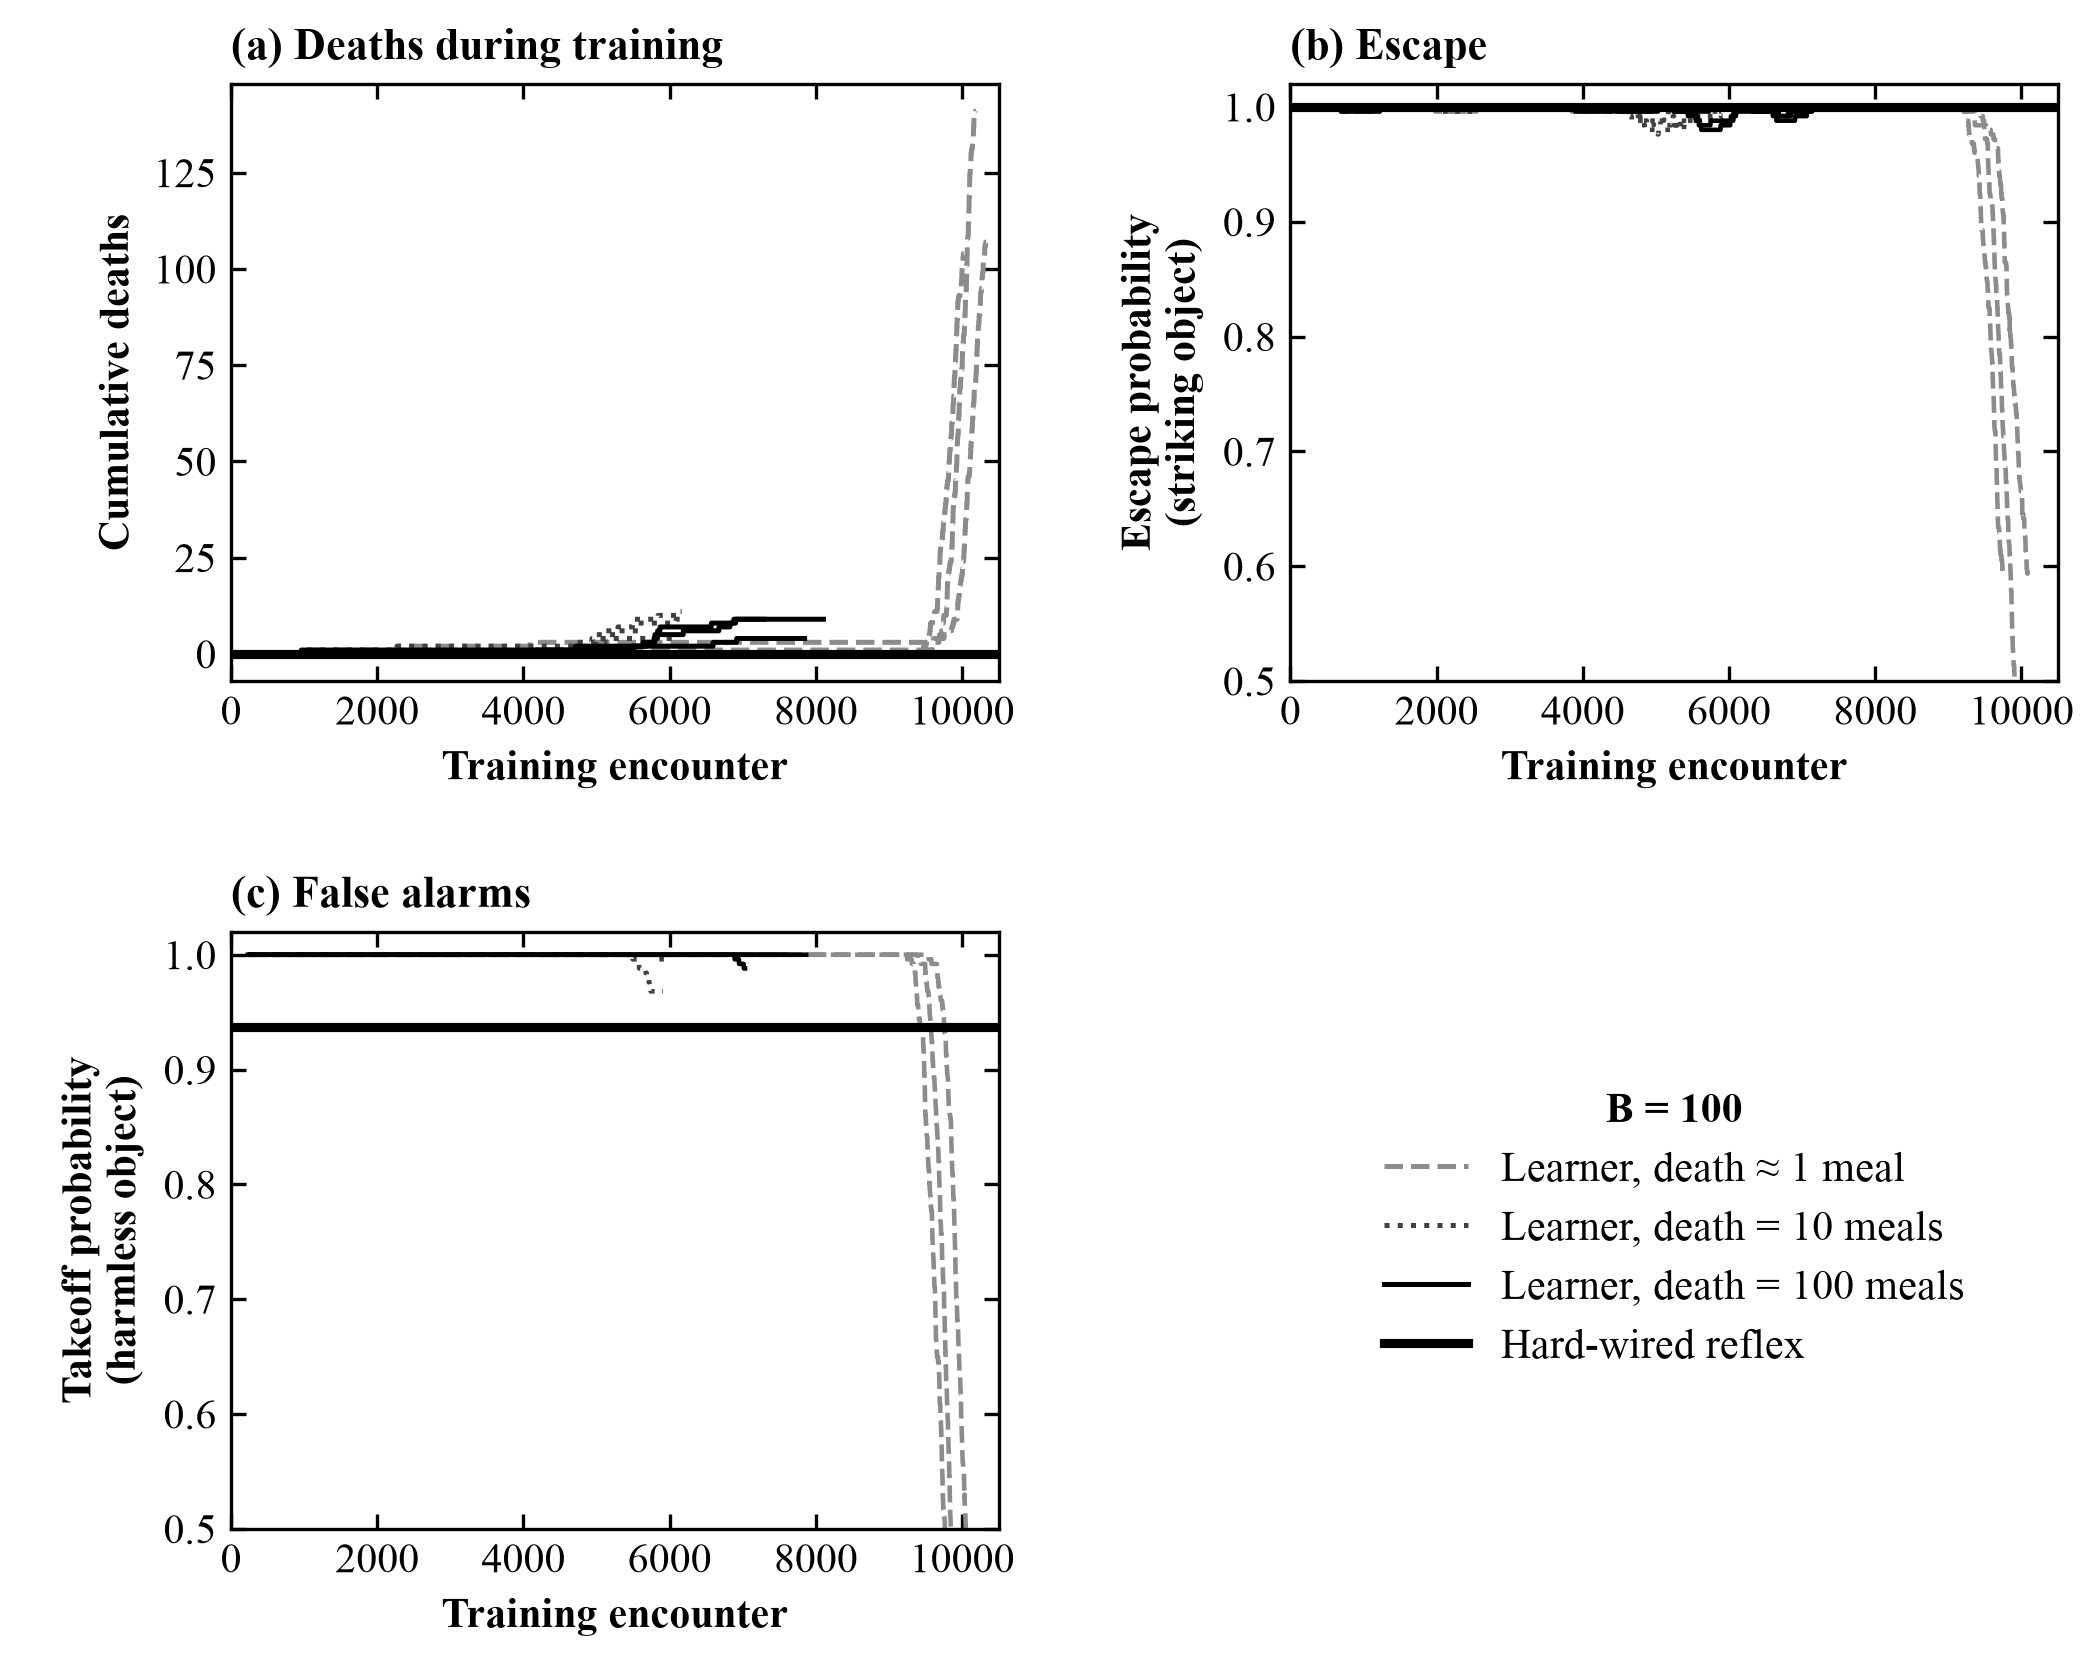 (a) Deaths during training
Cumulative deaths
125
100
75
50
25
0
0 2000 4000 6000 8000 10000
Training encounter
(b) Escape
Escape probability
(striking object)
1.0
0.9
0.8
0.7
0.6
0.5
0 2000 4000 6000 8000 10000
Training encounter
(c) False alarms
Takeoff probability
(harmless object)
1.0
0.9
0.8
0.7
0.6
0.5
0 2000 4000 6000 8000 10000
Training encounter
B = 100
Learner, death ≈ 1 meal
Learner, death = 10 meals
Learner, death = 100 meals
Hard-wired reflex